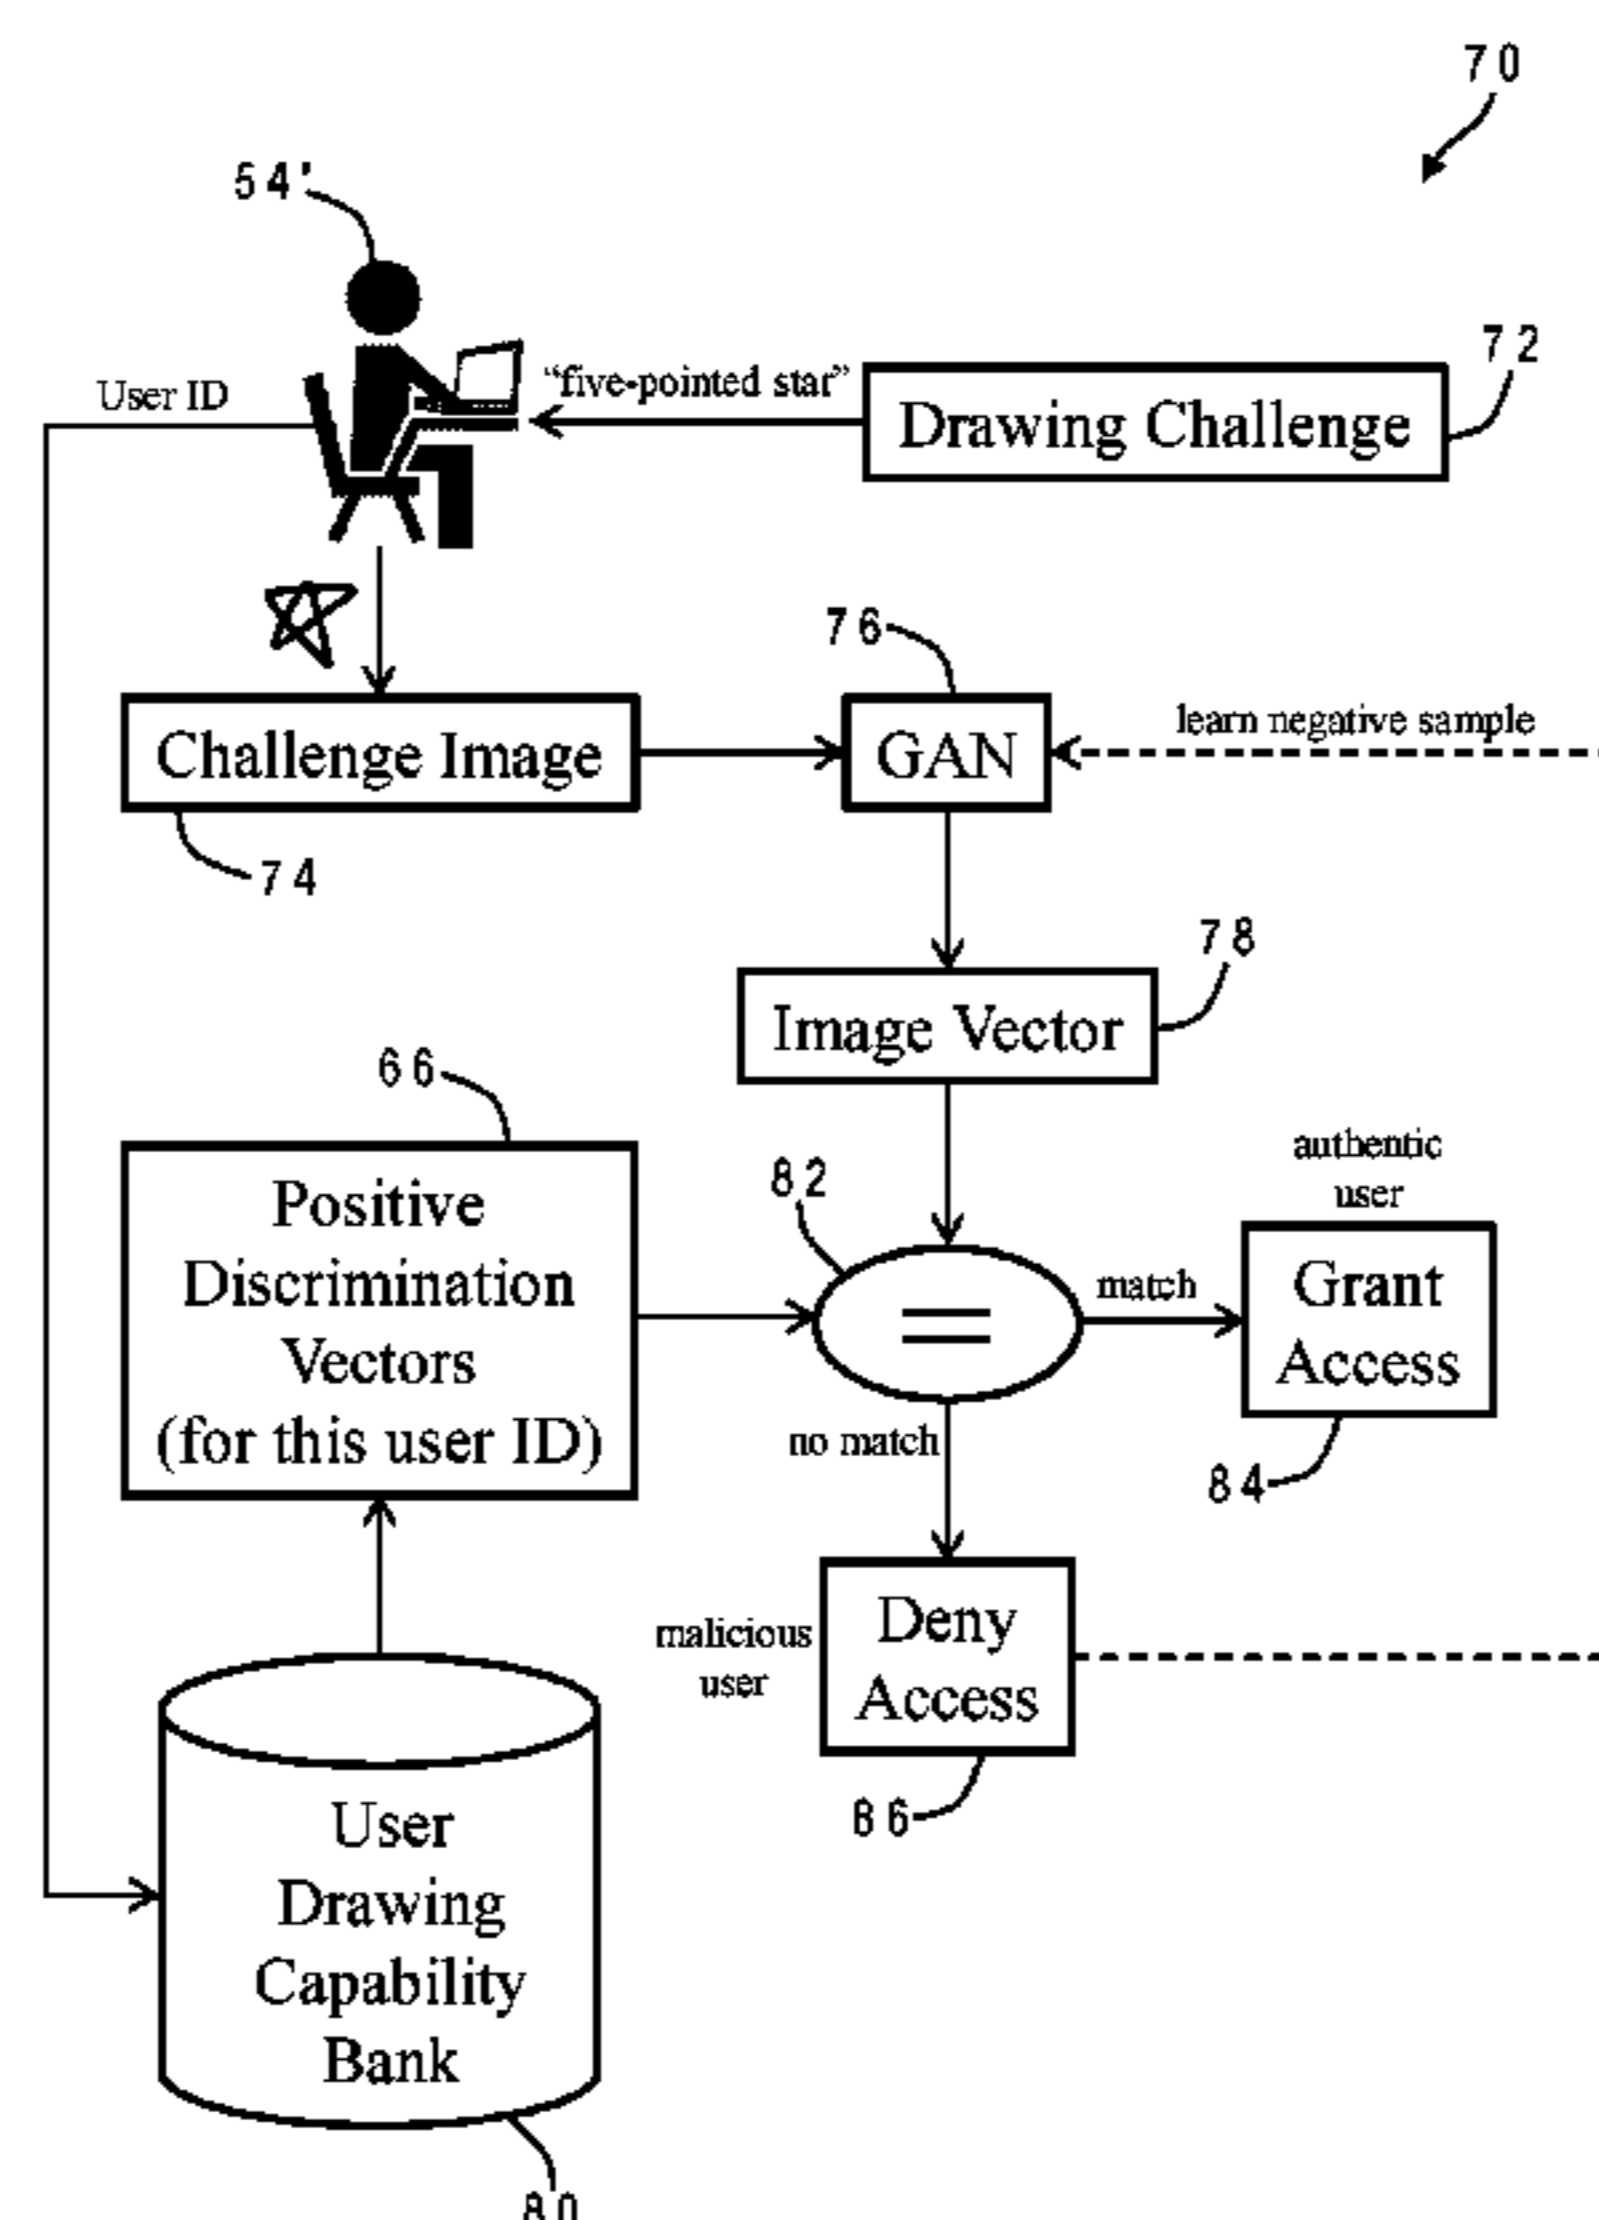 70
54'
User ID
"five-pointed star"
72
Drawing Challenge
76
learn negative sample
Challenge Image
GAN
74
78
Image Vector
66
Positive
Discrimination
Vectors
(for this user ID)
82
=
match
authentic
user
Grant
Access
84
no match
malicious
user
Deny
Access
86
User
Drawing
Capability
Bank
80